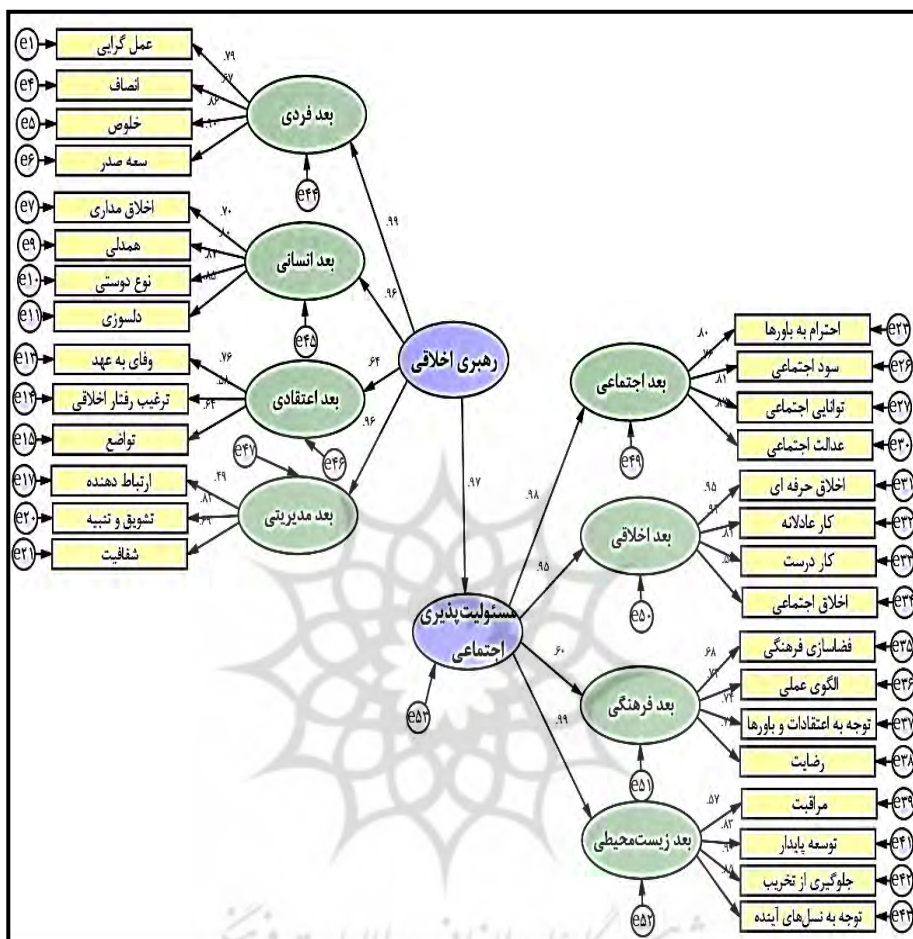 e۱ عمل گرایی .۷۹
e۴ انصاف .۶۷
e۵ خلوص .۸۶
e۶ سعه صدر
بعد فردی
e۴۴
.۹۹
e۷ اخلاق مداری .۷۰
e۹ همدلی .۸۰
e۱۰ نوع دوستی
e۱۱ دلسوزی .۸۵
بعد انسانی
e۴۵
.۹۶
e۱۳ وفای به عهد .۷۶
e۱۴ ترغیب رفتار اخلاقی .۵۸
e۱۵ تواضع .۶۴
بعد اعتقادی
e۴۶
.۶۴
e۱۷ ارتباط دهنده .۴۹
e۲۰ تشویق و تنبیه
e۲۱ شفافیت
بعد مدیریتی
e۴۷
.۹۶
رهبری اخلاقی
.۹۷
مسئولیت‌پذیری
اجتماعی
e۵۳
.۹۸
بعد اجتماعی
e۴۹
.۸۰ احترام به باورها
سود اجتماعی e۲۶
.۸۱ توانایی اجتماعی e۲۷
عدالت اجتماعی e۳۰
.۹۵
بعد اخلاقی
e۵۰
.۹۵ اخلاق حرفه ای e۳۱
کار عادلانه e۳۲
کار درست e۳۳
اخلاق اجتماعی e۳۴
.۶۰
بعد فرهنگی
e۵۱
.۶۸ فضاسازی فرهنگی e۳۵
الگوی عملی e۳۶
.۷۴ توجه به اعتقادات و باورها e۳۷
رضایت e۳۸
.۹۹
بعد زیست‌محیطی
e۵۲
.۵۷ مراقبت e۳۹
.۸۳ توسعه پایدار e۴۱
جلوگیری از تخریب e۴۲
.۸۵ توجه به نسل‌های آینده e۴۳